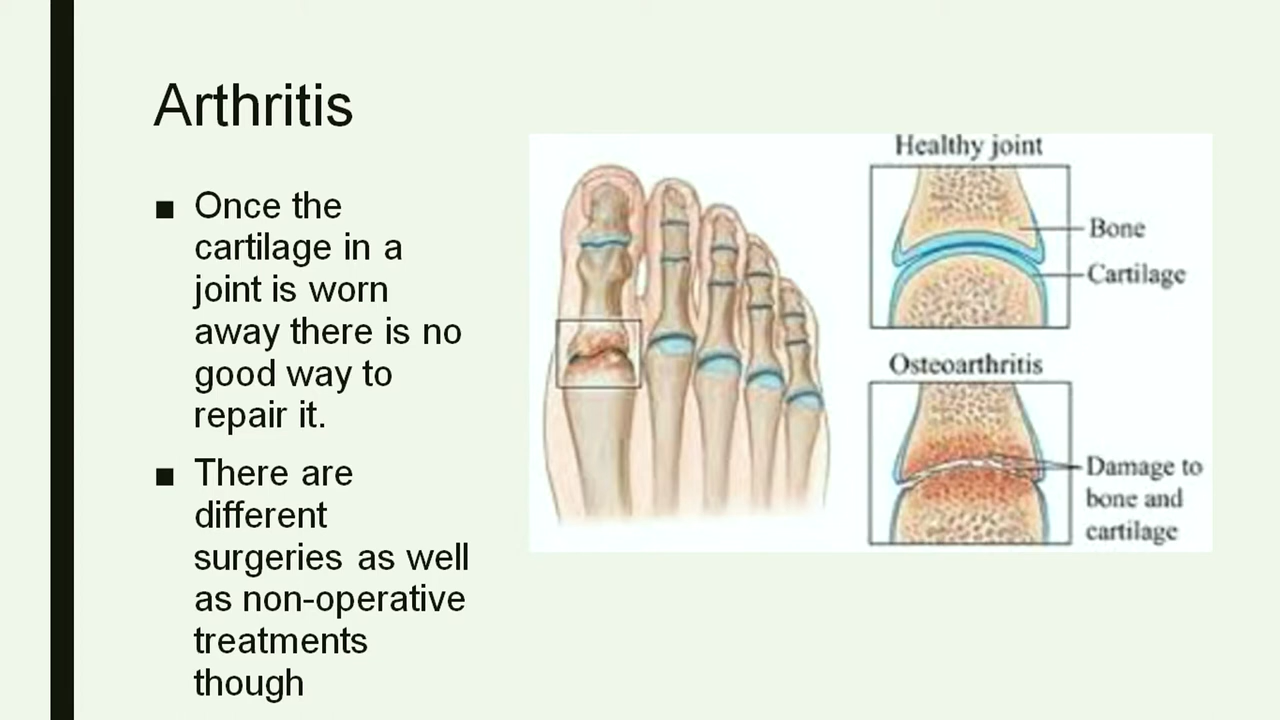 Arthritis
■ Once the
cartilage in a
joint is worn
away there is no
good way to
repair it.
■ There are
different
surgeries as well
as non-operative
treatments
though
Healthy joint
Bone
Cartilage
Osteoarthritis
Damage to
bone and
cartilage